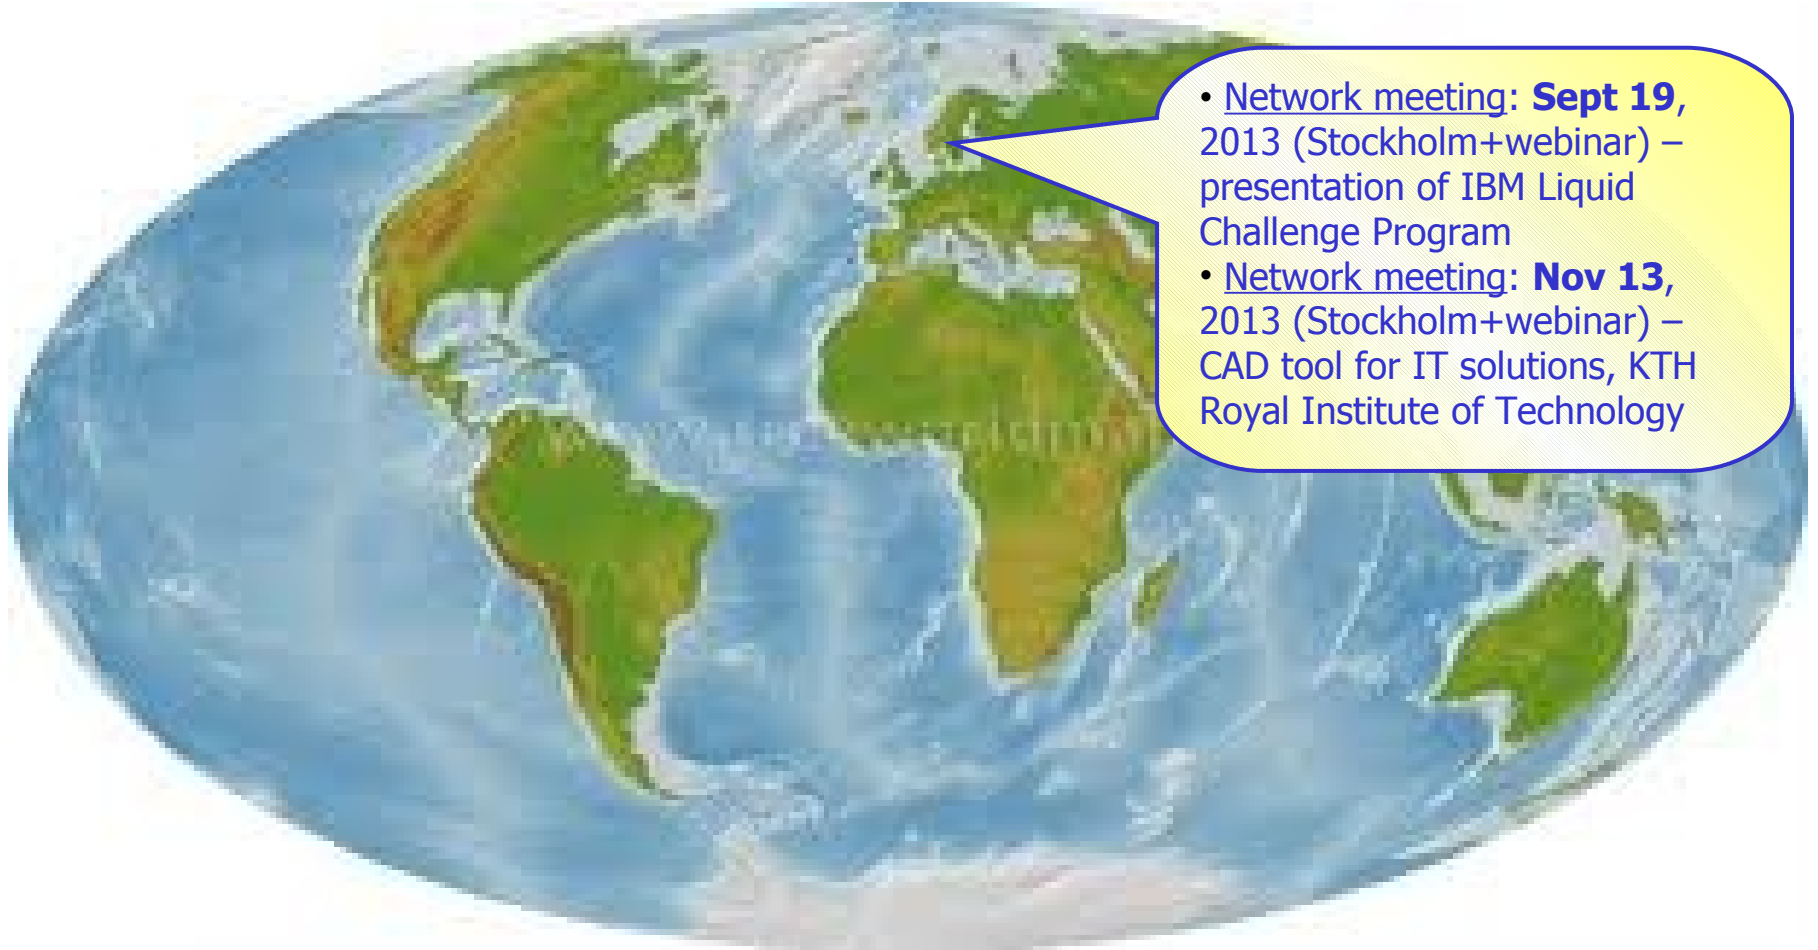 • Network meeting: Sept 19,
2013 (Stockholm+webinar) –
presentation of IBM Liquid
Challenge Program
• Network meeting: Nov 13,
2013 (Stockholm+webinar) –
CAD tool for IT solutions, KTH
Royal Institute of Technology